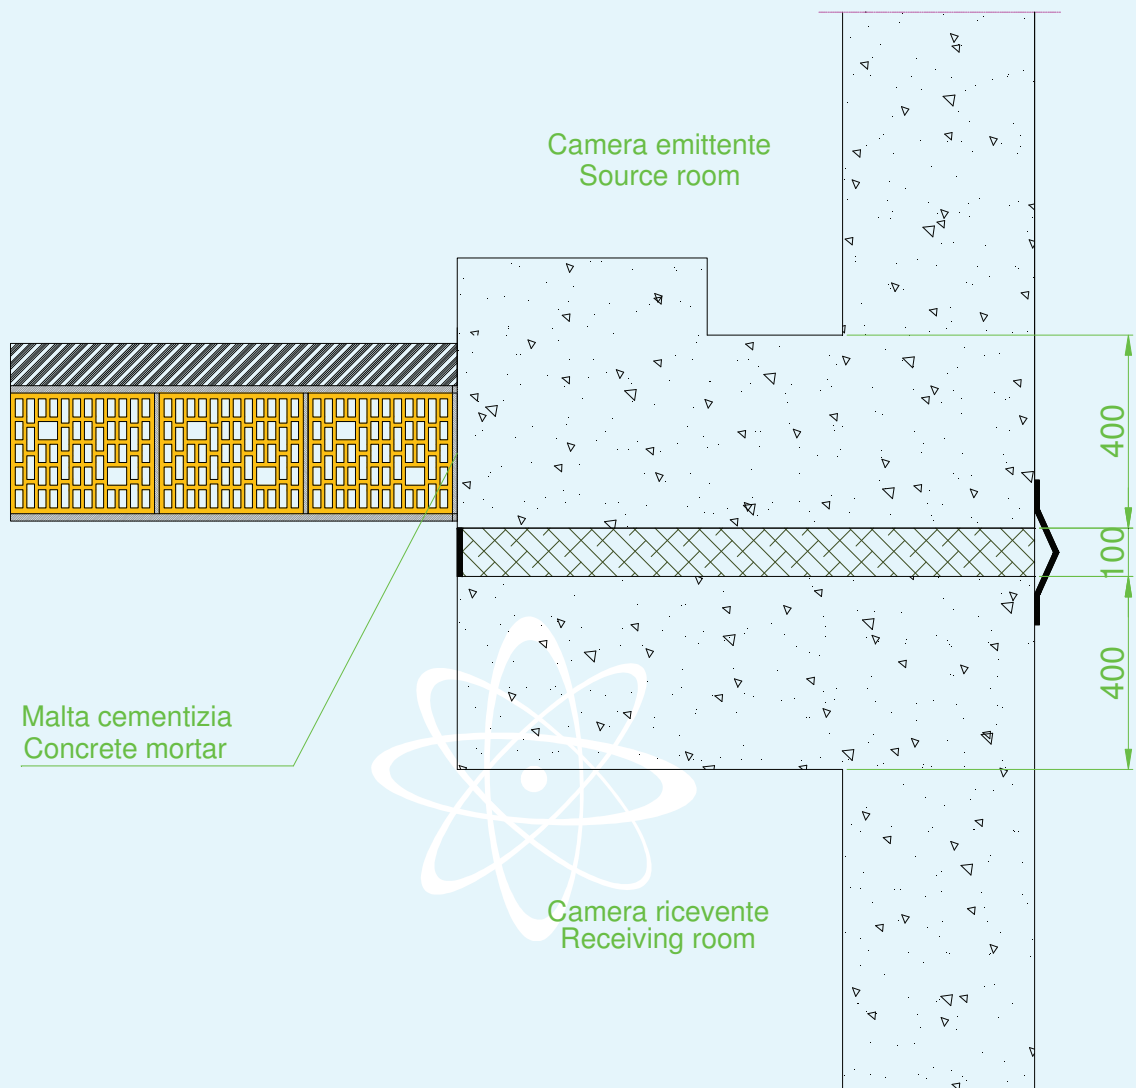 Camera emittente
Source room
400
100
400
Malta cementizia
Concrete mortar
Camera ricevente
Receiving room